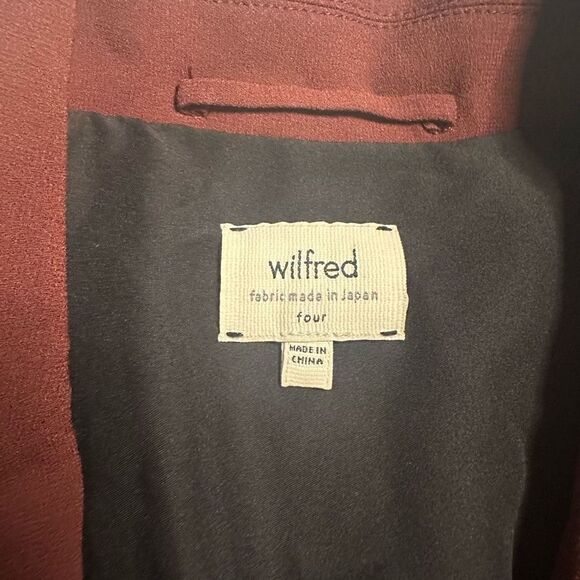 wilfred
fabric made in Japan
four
MADE IN
CHINA